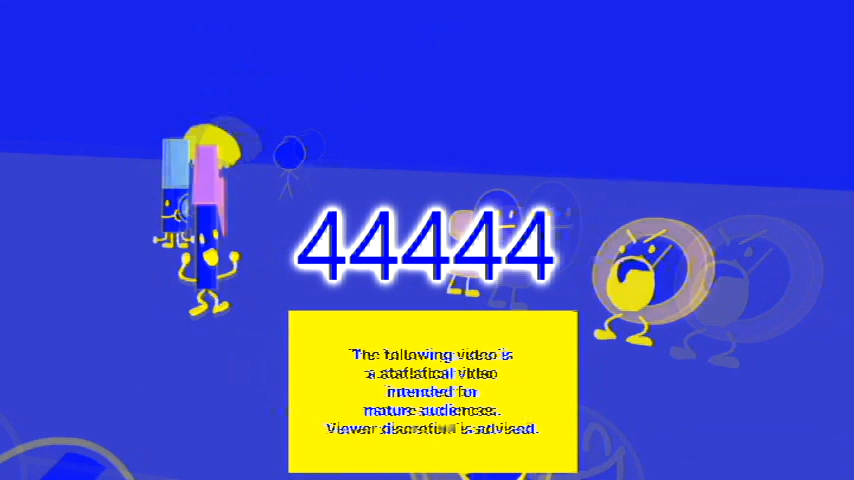 44444
The following video is
a statistical video
intended for
mature audiences.
Viewer discretion is advised.